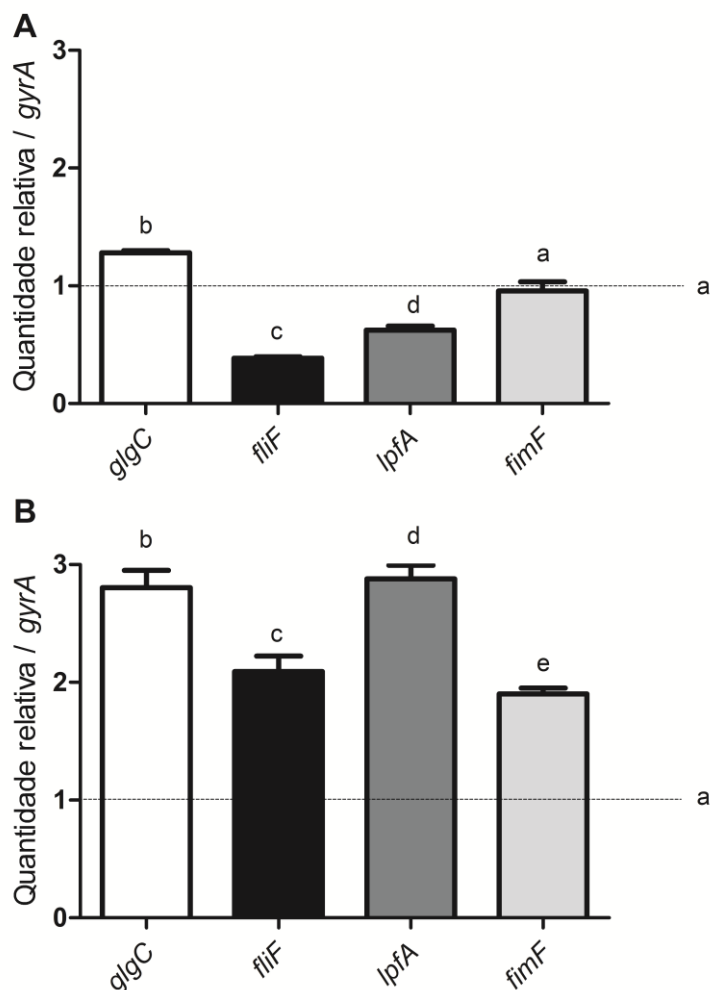 A
Quantidade relativa / gyrA
3
2
1
0
b
c
d
a
a
glgC
fliF
lpfA
fimF
B
Quantidade relativa / gyrA
3
2
1
0
b
c
d
e
a
glgC
fliF
lpfA
fimF